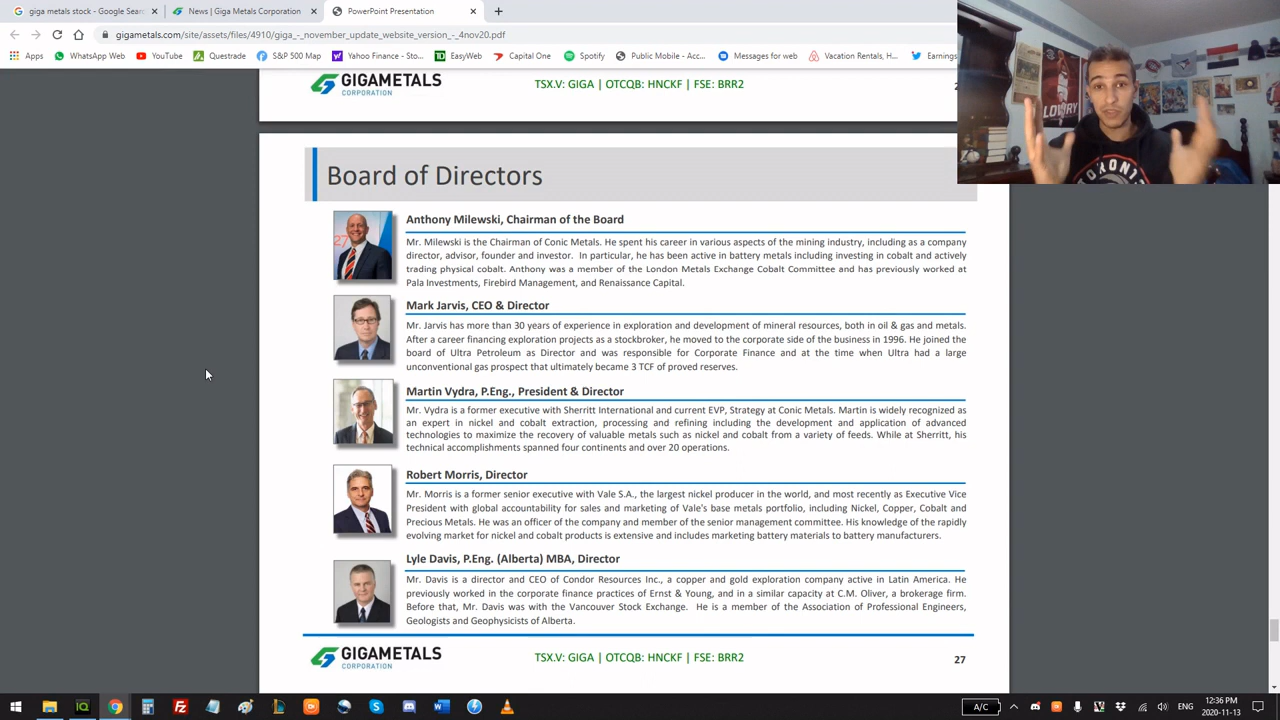 giga metals stock - Google Sear
News | Giga Metals Corporation
PowerPoint Presentation
gigametals.com/site/assets/files/4910/giga_-_november_update_website_version_-_4nov20.pdf
Apps
WhatsApp Web
YouTube
Questrade
S&P 500 Map
Yahoo Finance - Sto...
EasyWeb
Capital One
Spotify
Public Mobile - Acc...
Messages for web
Vacation Rentals, H...
Earnings
GIGAMETALS
CORPORATION
TSX.V: GIGA | OTCQB: HNCKF | FSE: BRR2
LOWRY
TORONTO
Board of Directors
Anthony Milewski, Chairman of the Board
Mr. Milewski is the Chairman of Conic Metals. He spent his career in various aspects of the mining industry, including as a company
director, advisor, founder and investor. In particular, he has been active in battery metals including investing in cobalt and actively
trading physical cobalt. Anthony was a member of the London Metals Exchange Cobalt Committee and has previously worked at
Pala Investments, Firebird Management, and Renaissance Capital.
Mark Jarvis, CEO & Director
Mr. Jarvis has more than 30 years of experience in exploration and development of mineral resources, both in oil & gas and metals.
After a career financing exploration projects as a stockbroker, he moved to the corporate side of the business in 1996. He joined the
board of Ultra Petroleum as Director and was responsible for Corporate Finance and at the time when Ultra had a large
unconventional gas prospect that ultimately became 3 TCF of proved reserves.
Martin Vydra, P.Eng., President & Director
Mr. Vydra is a former executive with Sherritt International and current EVP, Strategy at Conic Metals. Martin is widely recognized as
an expert in nickel and cobalt extraction, processing and refining including the development and application of advanced
technologies to maximize the recovery of valuable metals such as nickel and cobalt from a variety of feeds. While at Sherritt, his
technical accomplishments spanned four continents and over 20 operations.
Robert Morris, Director
Mr. Morris is a former senior executive with Vale S.A., the largest nickel producer in the world, and most recently as Executive Vice
President with global accountability for sales and marketing of Vale's base metals portfolio, including Nickel, Copper, Cobalt and
Precious Metals. He was an officer of the company and member of the senior management committee. His knowledge of the rapidly
evolving market for nickel and cobalt products is extensive and includes marketing battery materials to battery manufacturers.
Lyle Davis, P.Eng. (Alberta) MBA, Director
Mr. Davis is a director and CEO of Condor Resources Inc., a copper and gold exploration company active in Latin America. He
previously worked in the corporate finance practices of Ernst & Young, and in a similar capacity at C.M. Oliver, a brokerage firm.
Before that, Mr. Davis was with the Vancouver Stock Exchange. He is a member of the Association of Professional Engineers,
Geologists and Geophysicists of Alberta.
GIGAMETALS
CORPORATION
TSX.V: GIGA | OTCQB: HNCKF | FSE: BRR2
27
A/C
ENG
12:36 PM
2020-11-13